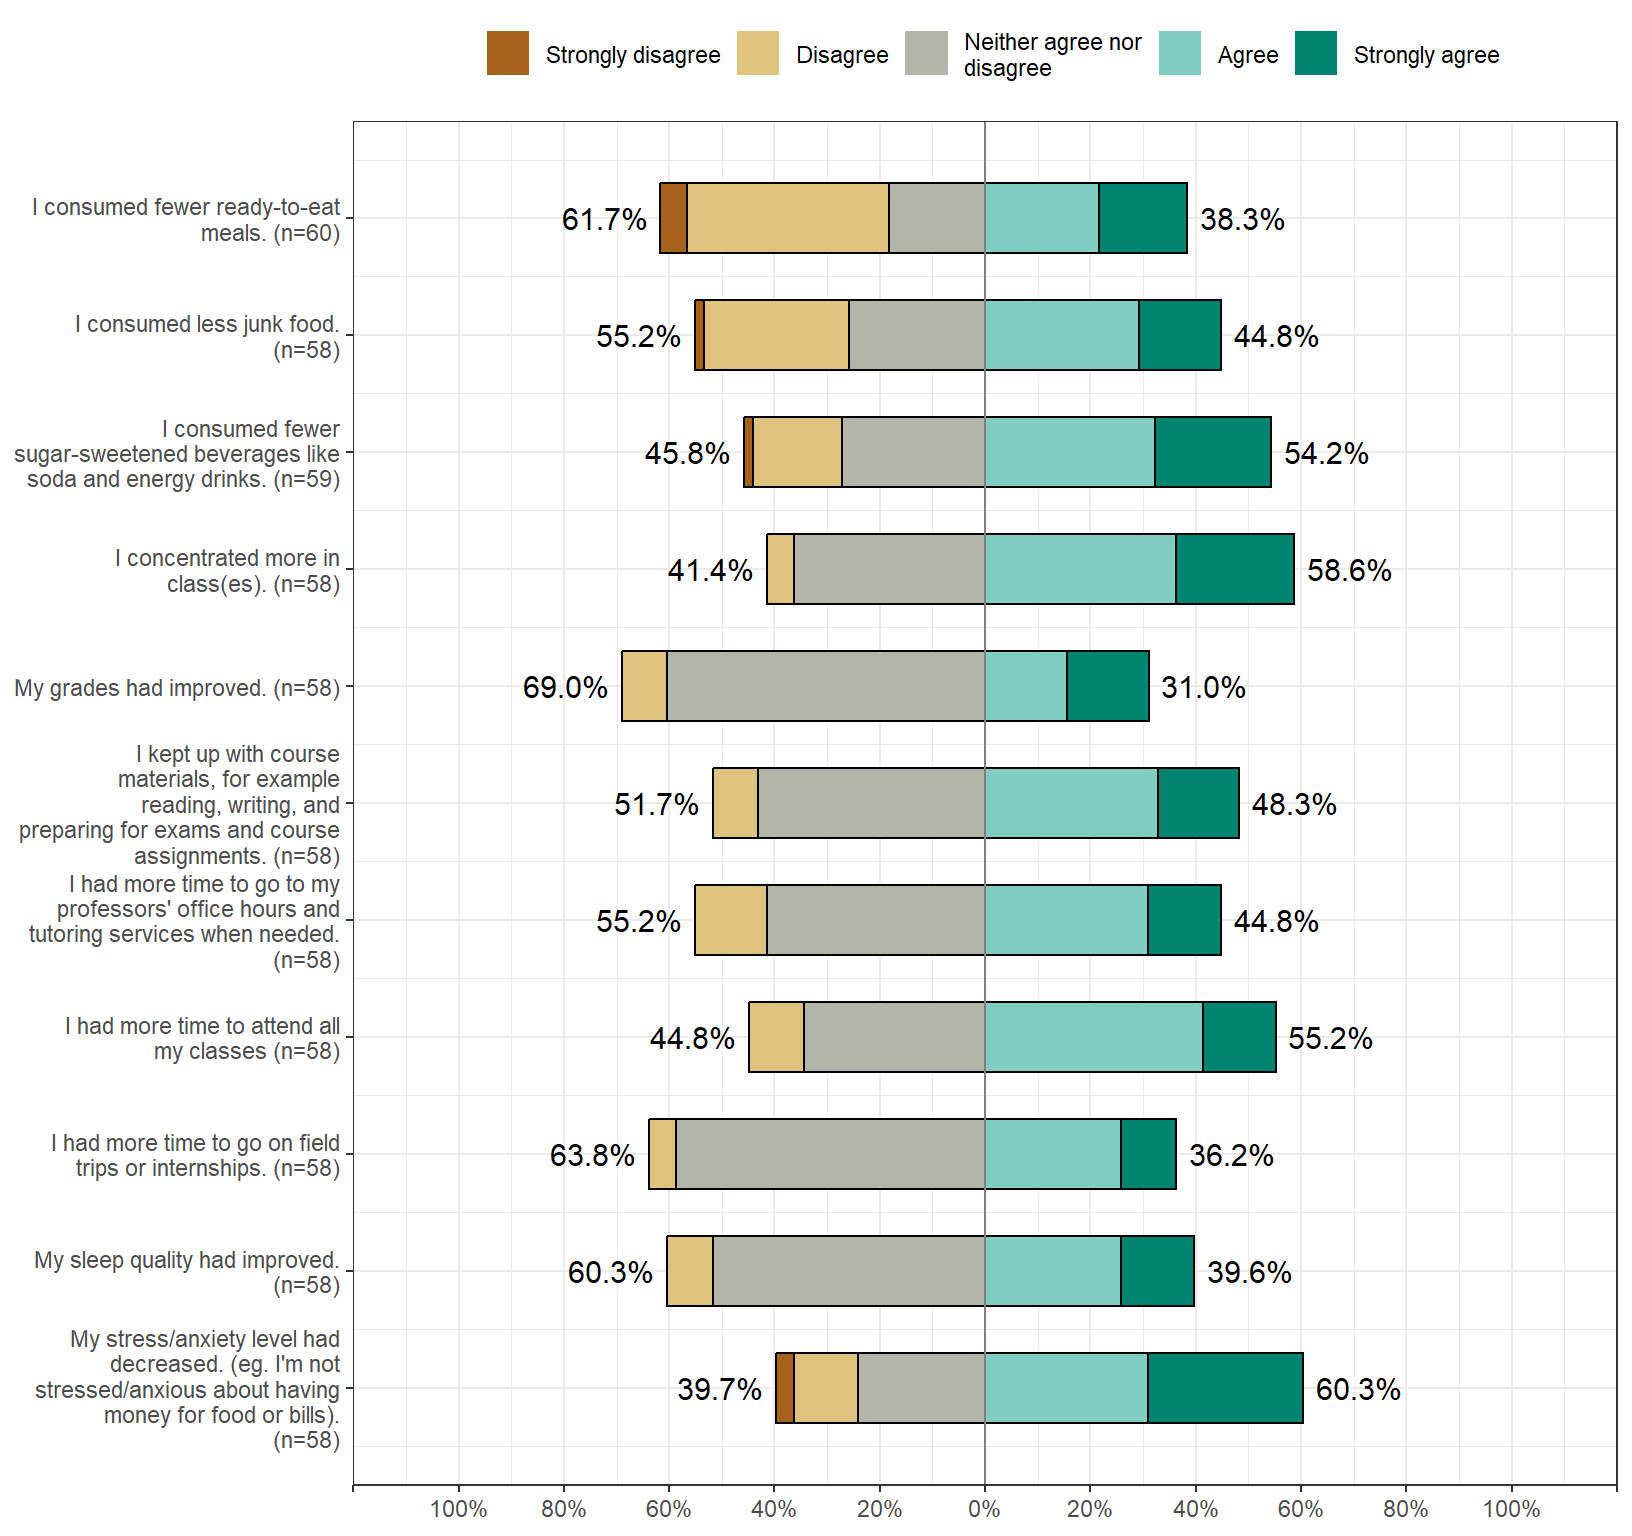 Strongly disagree
Disagree
Neither agree nor
disagree
Agree
Strongly agree
I consumed fewer ready-to-eat
meals. (n=60)
61.7%
38.3%
I consumed less junk food.
(n=58)
55.2%
44.8%
I consumed fewer
sugar-sweetened beverages like
soda and energy drinks. (n=59)
45.8%
54.2%
I concentrated more in
class(es). (n=58)
41.4%
58.6%
My grades had improved. (n=58)
69.0%
31.0%
I kept up with course
materials, for example
reading, writing, and
preparing for exams and course
assignments. (n=58)
51.7%
48.3%
I had more time to go to my
professors' office hours and
tutoring services when needed.
(n=58)
55.2%
44.8%
I had more time to attend all
my classes (n=58)
44.8%
55.2%
I had more time to go on field
trips or internships. (n=58)
63.8%
36.2%
My sleep quality had improved.
(n=58)
60.3%
39.6%
My stress/anxiety level had
decreased. (eg. I'm not
stressed/anxious about having
money for food or bills).
(n=58)
39.7%
60.3%
100% 80% 60% 40% 20% 0% 20% 40% 60% 80% 100%